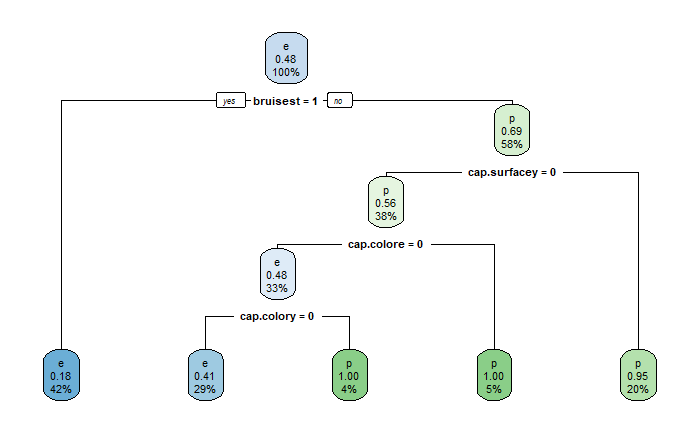 e
0.48
100%
yes bruisest = 1 no
p
0.69
58%
cap.surfacey = 0
p
0.56
38%
cap.colore = 0
e
0.48
33%
cap.colory = 0
e
0.18
42%
e
0.41
29%
p
1.00
4%
p
1.00
5%
p
0.95
20%